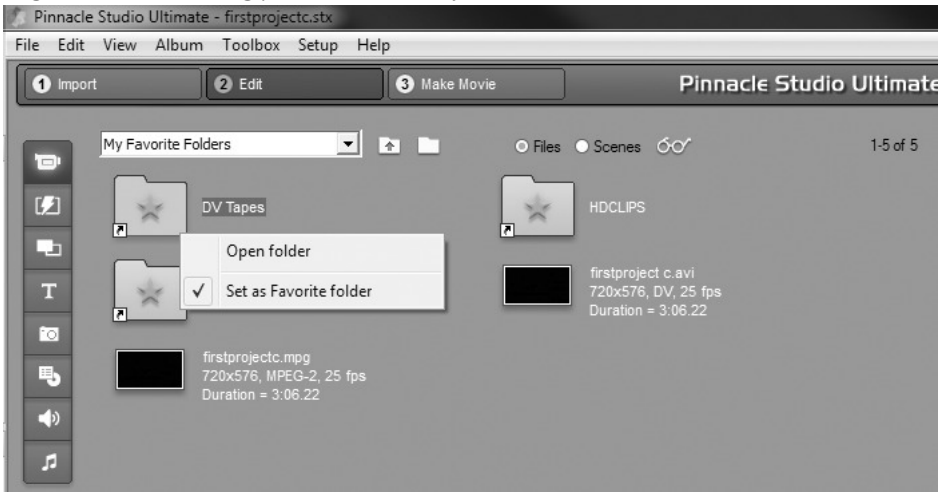 Pinnacle Studio Ultimate - firstprojectc.stx
File Edit View Album Toolbox Setup Help
1 Import
2 Edit
3 Make Movie
Pinnacle Studio Ultimate
My Favorite Folders
Files Scenes
1-5 of 5
DV Tapes
HDCLIPS
Open folder
Set as Favorite folder
firstproject c.avi
720x576, DV, 25 fps
Duration = 3:06.22
firstprojectc.mpg
720x576, MPEG-2, 25 fps
Duration = 3:06.22
T